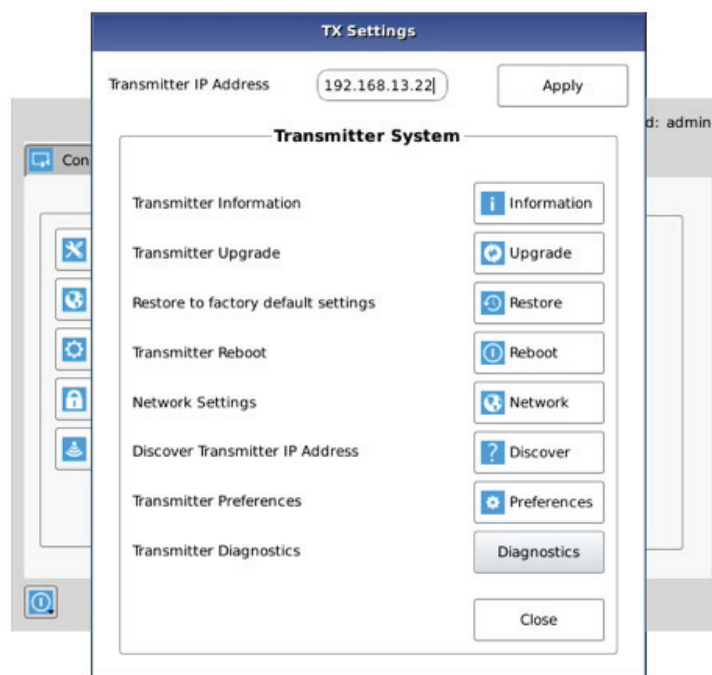 TX Settings
Transmitter IP Address 192.168.13.22 Apply
d: admin
Transmitter System
Con
Transmitter Information Information
Transmitter Upgrade Upgrade
Restore to factory default settings Restore
Transmitter Reboot Reboot
Network Settings Network
Discover Transmitter IP Address Discover
Transmitter Preferences Preferences
Transmitter Diagnostics Diagnostics
Close